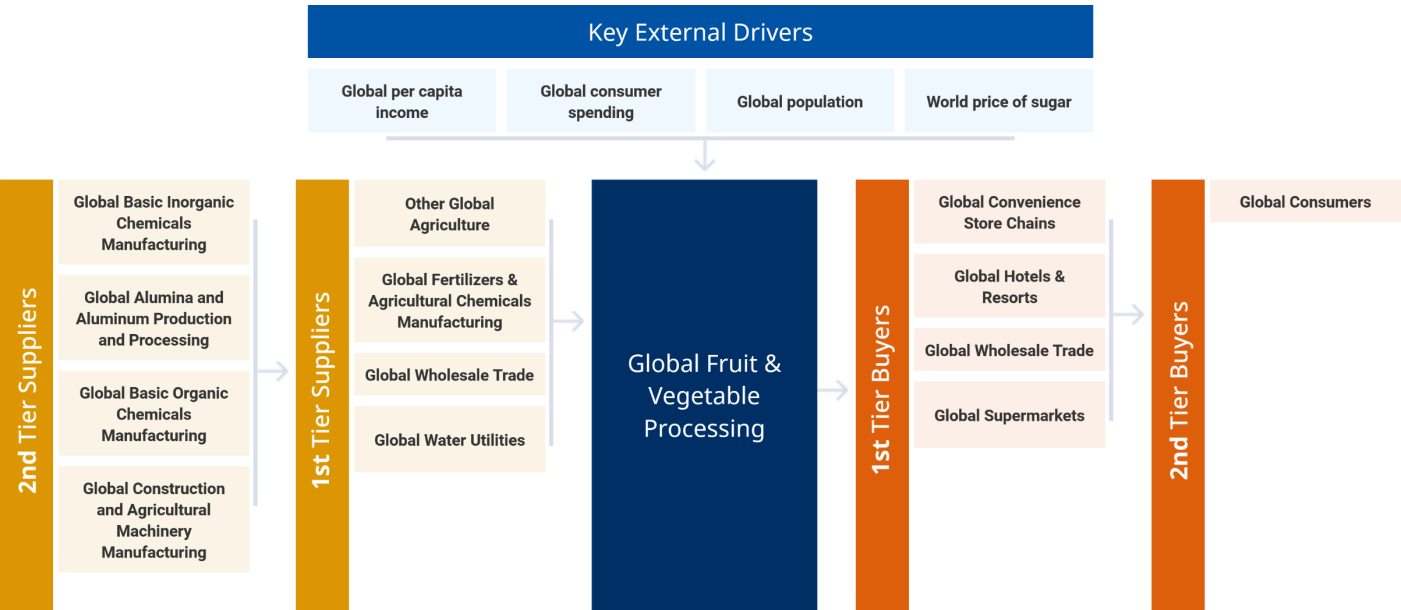 Key External Drivers
Global per capita
income
Global consumer
spending
Global population
World price of sugar
2nd Tier Suppliers
Global Basic Inorganic
Chemicals
Manufacturing
Global Alumina and
Aluminum Production
and Processing
Global Basic Organic
Chemicals
Manufacturing
Global Construction
and Agricultural
Machinery
Manufacturing
1st Tier Suppliers
Other Global
Agriculture
Global Fertilizers &
Agricultural Chemicals
Manufacturing
Global Wholesale Trade
Global Water Utilities
Global Fruit &
Vegetable
Processing
1st Tier Buyers
Global Convenience
Store Chains
Global Hotels &
Resorts
Global Wholesale Trade
Global Supermarkets
2nd Tier Buyers
Global Consumers